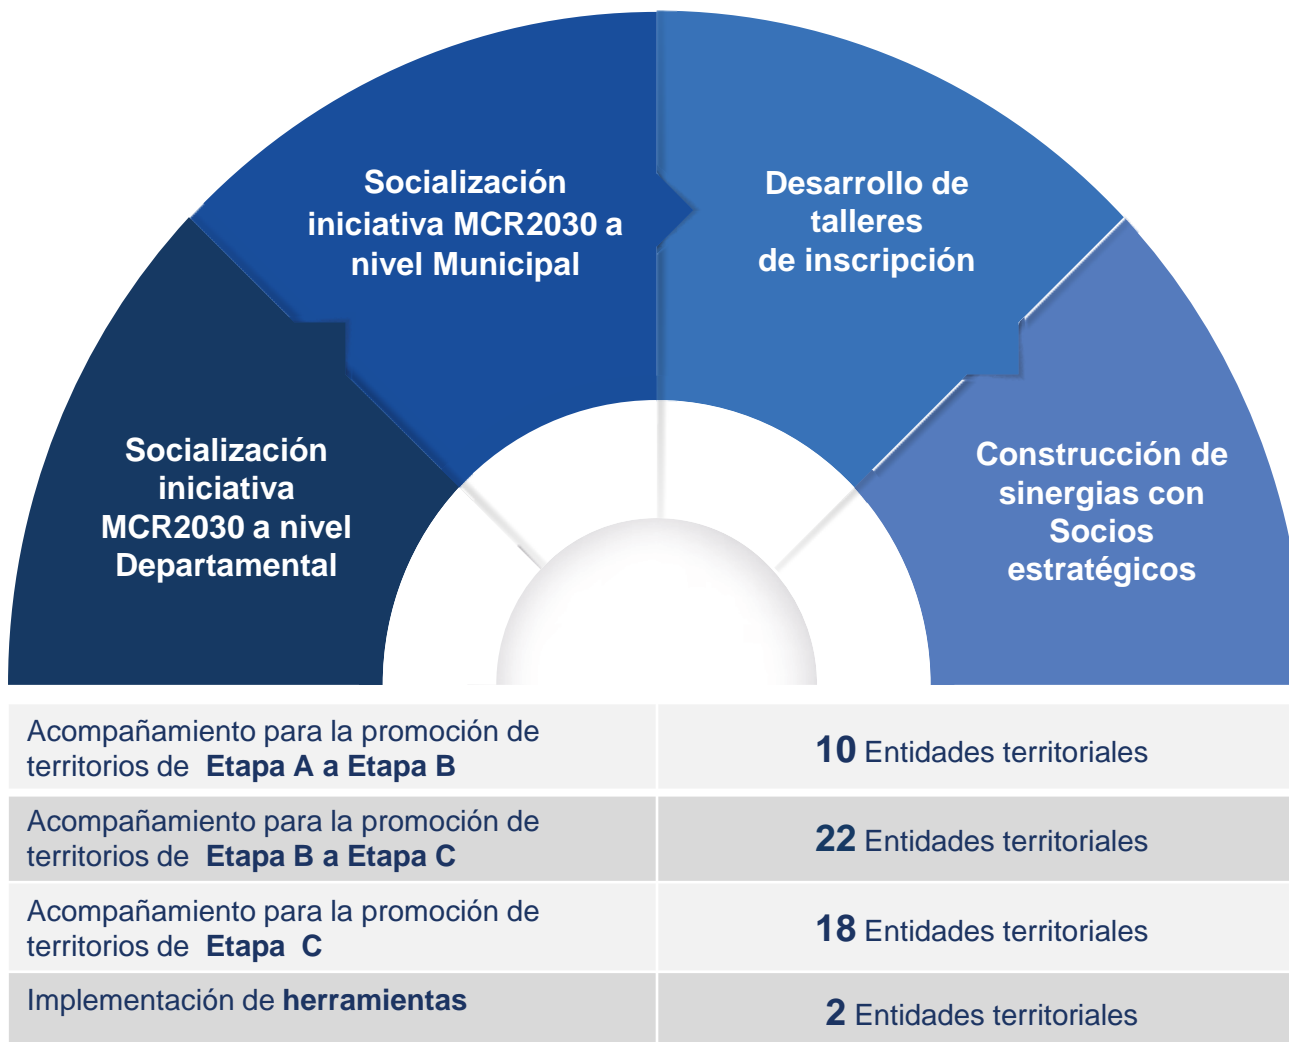 Socialización
iniciativa MCR2030 a
nivel Municipal
Desarrollo de
talleres
de inscripción
Socialización
iniciativa
MCR2030 a nivel
Departamental
Construcción de
sinergias con
Socios
estratégicos
Acompañamiento para la promoción de
territorios de Etapa A a Etapa B
10 Entidades territoriales
Acompañamiento para la promoción de
territorios de Etapa B a Etapa C
22 Entidades territoriales
Acompañamiento para la promoción de
territorios de Etapa C
18 Entidades territoriales
Implementación de herramientas
2 Entidades territoriales